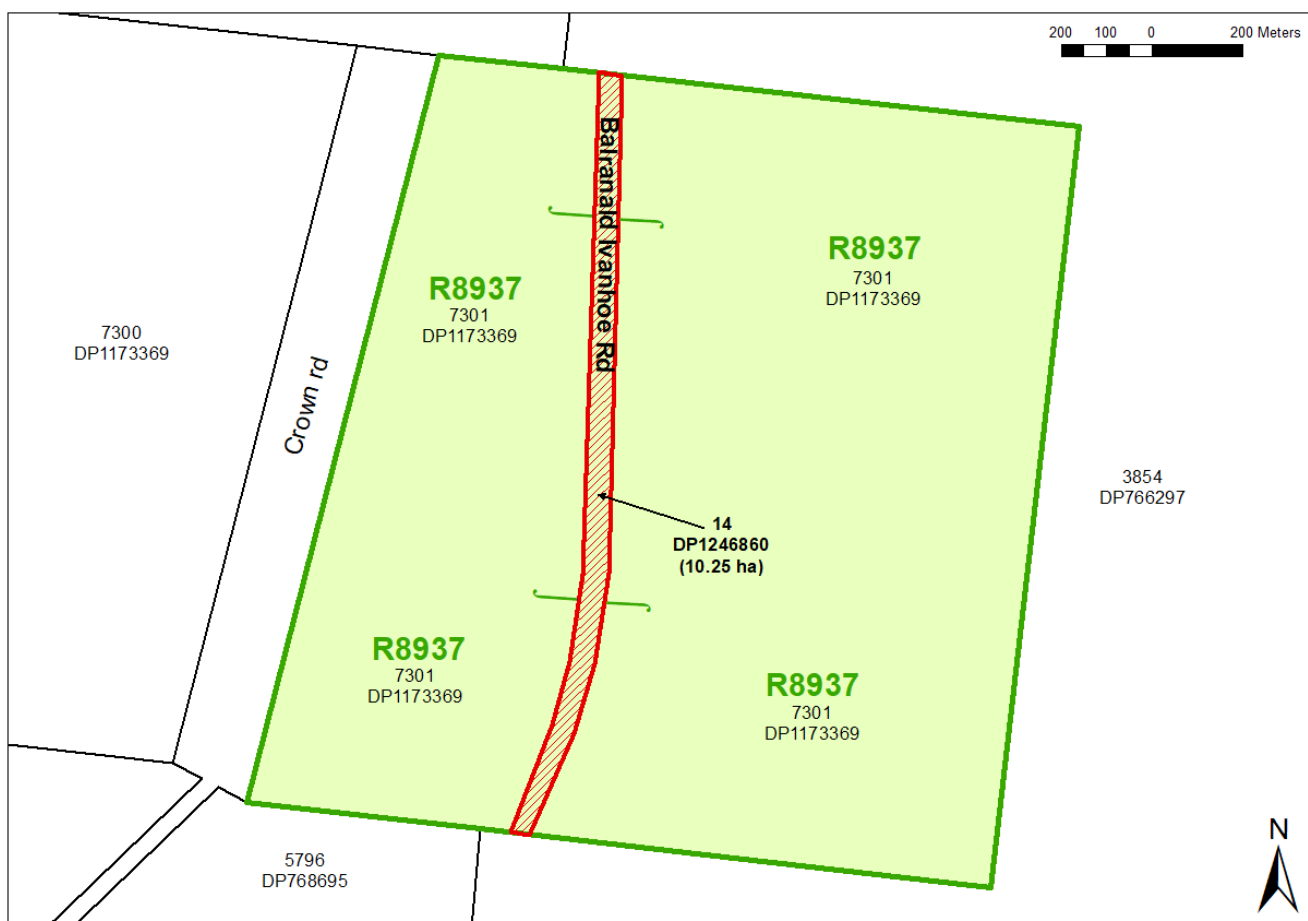 200 100 0 200 Meters
Balranald Ivanhoe Rd
R8937
7301
DP1173369
R8937
7301
DP1173369
7300
DP1173369
Crown rd
3854
DP766297
14
DP1246860
(10.25 ha)
R8937
7301
DP1173369
R8937
7301
DP1173369
5796
DP768695
N